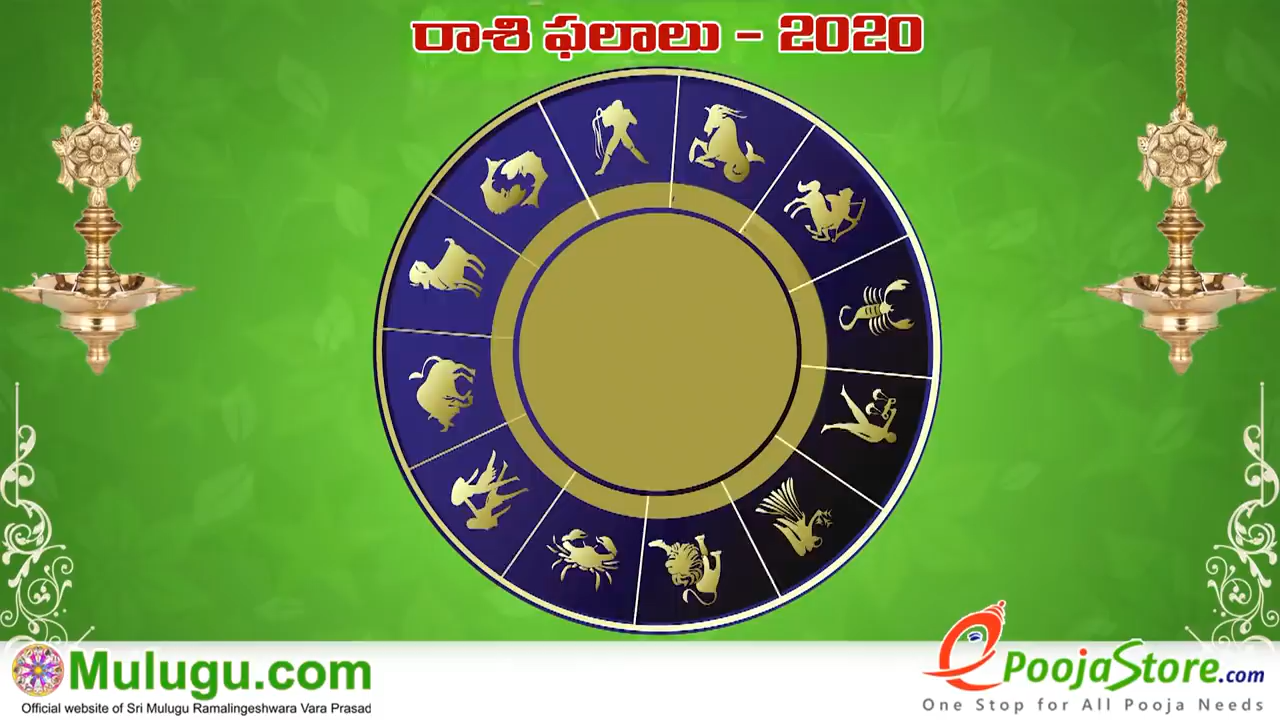 రాశి ఫలాలు - 2020
Mulugu.com
Official website of Sri Mulugu Ramalingeshwara Vara Prasad
ePoojaStore.com
One Stop for All Pooja Needs